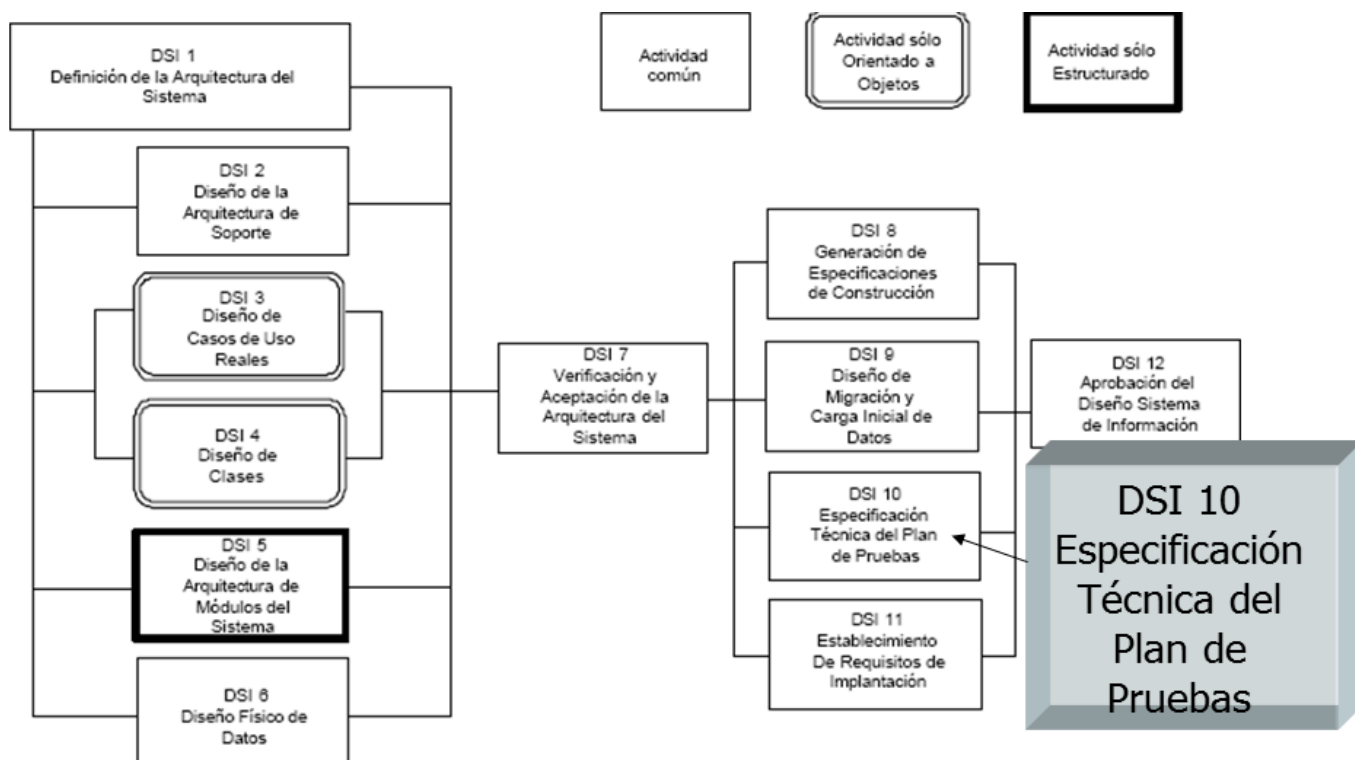 DSI 1
Definición de la Arquitectura del
Sistema
Actividad
común
Actividad sólo
Orientado a
Objetos
Actividad sólo
Estructurado
DSI 2
Diseño de la
Arquitectura de
Soporte
DSI 3
Diseño de
Casos de Uso
Reales
DSI 4
Diseño de
Clases
DSI 5
Diseño de la
Arquitectura de
Módulos del
Sistema
DSI 6
Diseño Físico de
Datos
DSI 7
Verificación y
Aceptación de la
Arquitectura del
Sistema
DSI 8
Generación de
Especificaciones
de Construcción
DSI 9
Diseño de
Migración y
Carga Inicial de
Datos
DSI 10
Especificación
Técnica del Plan
de Pruebas
DSI 11
Establecimiento
De Requisitos de
Implantación
DSI 12
Aprobación del
Diseño Sistema
de Información
DSI 10
Especificación
Técnica del
Plan de
Pruebas